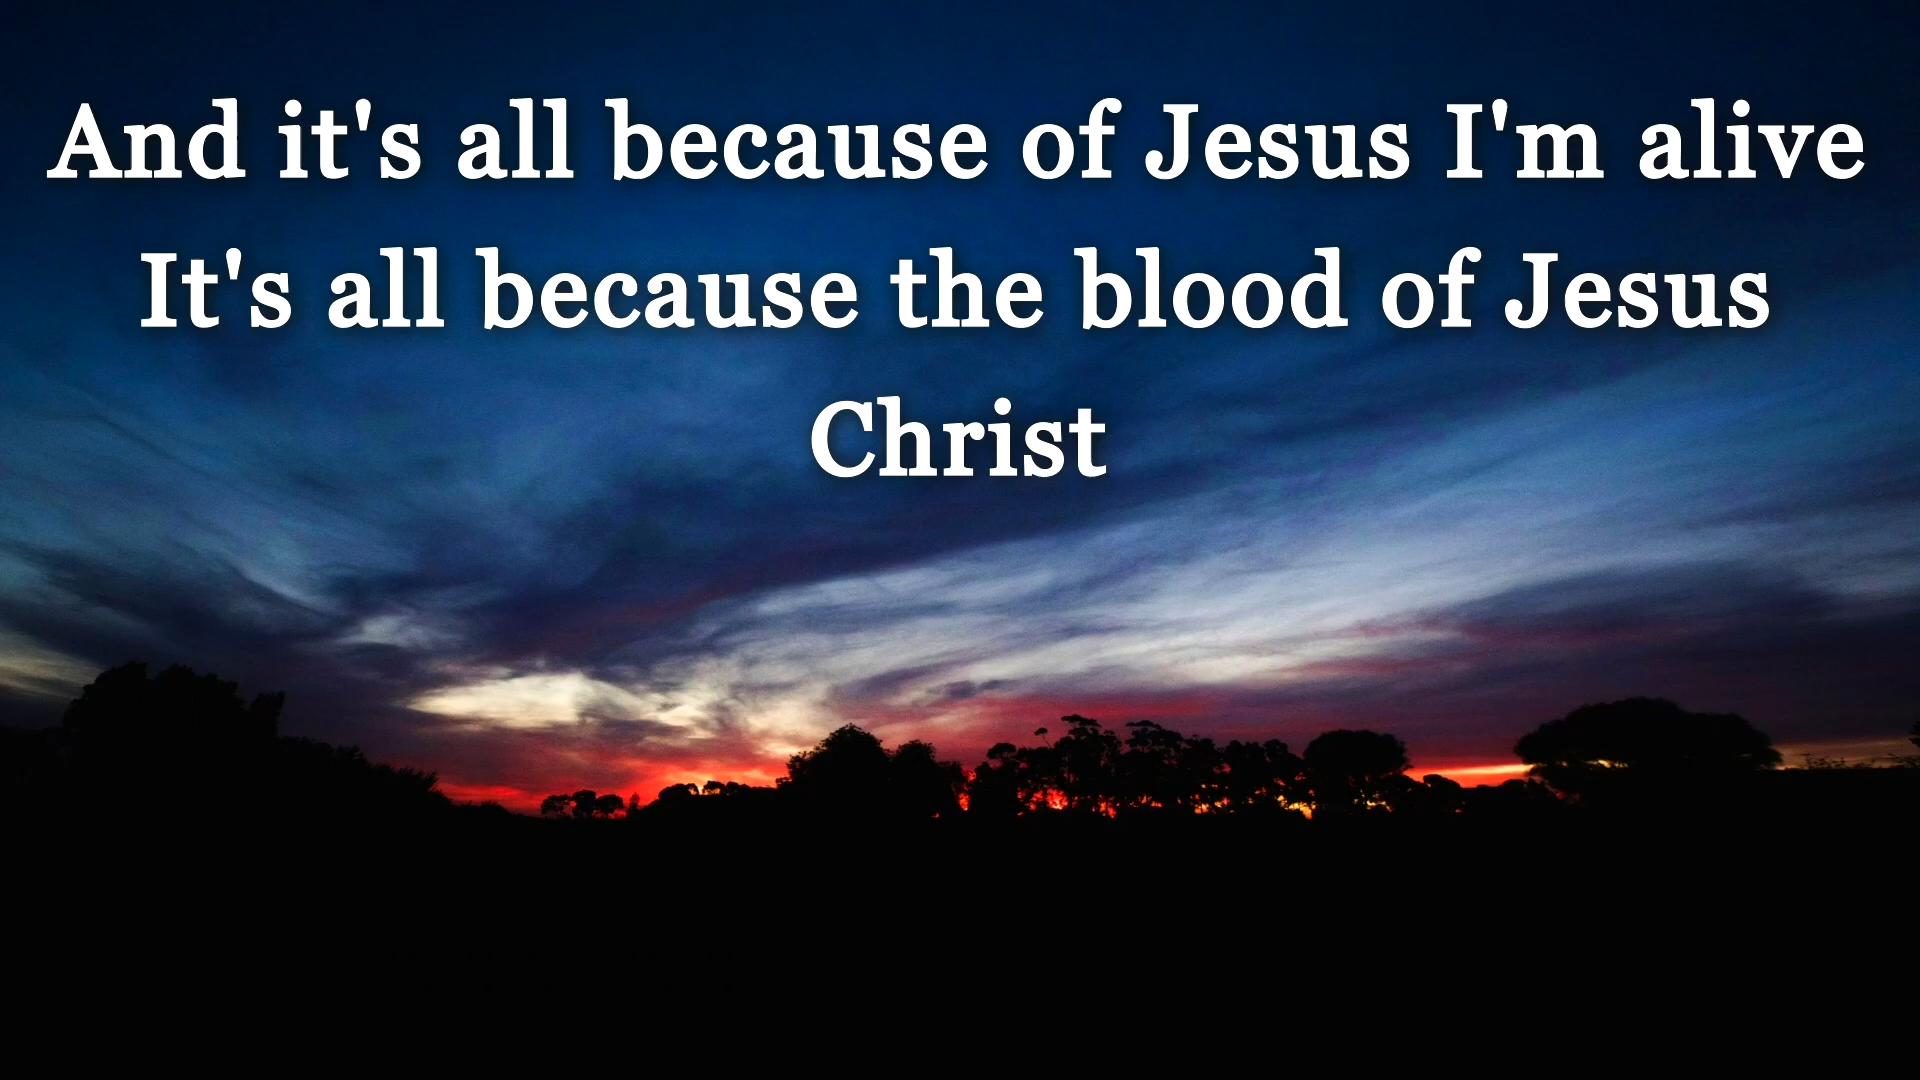 And it's all because of Jesus I'm alive
It's all because the blood of Jesus
Christ